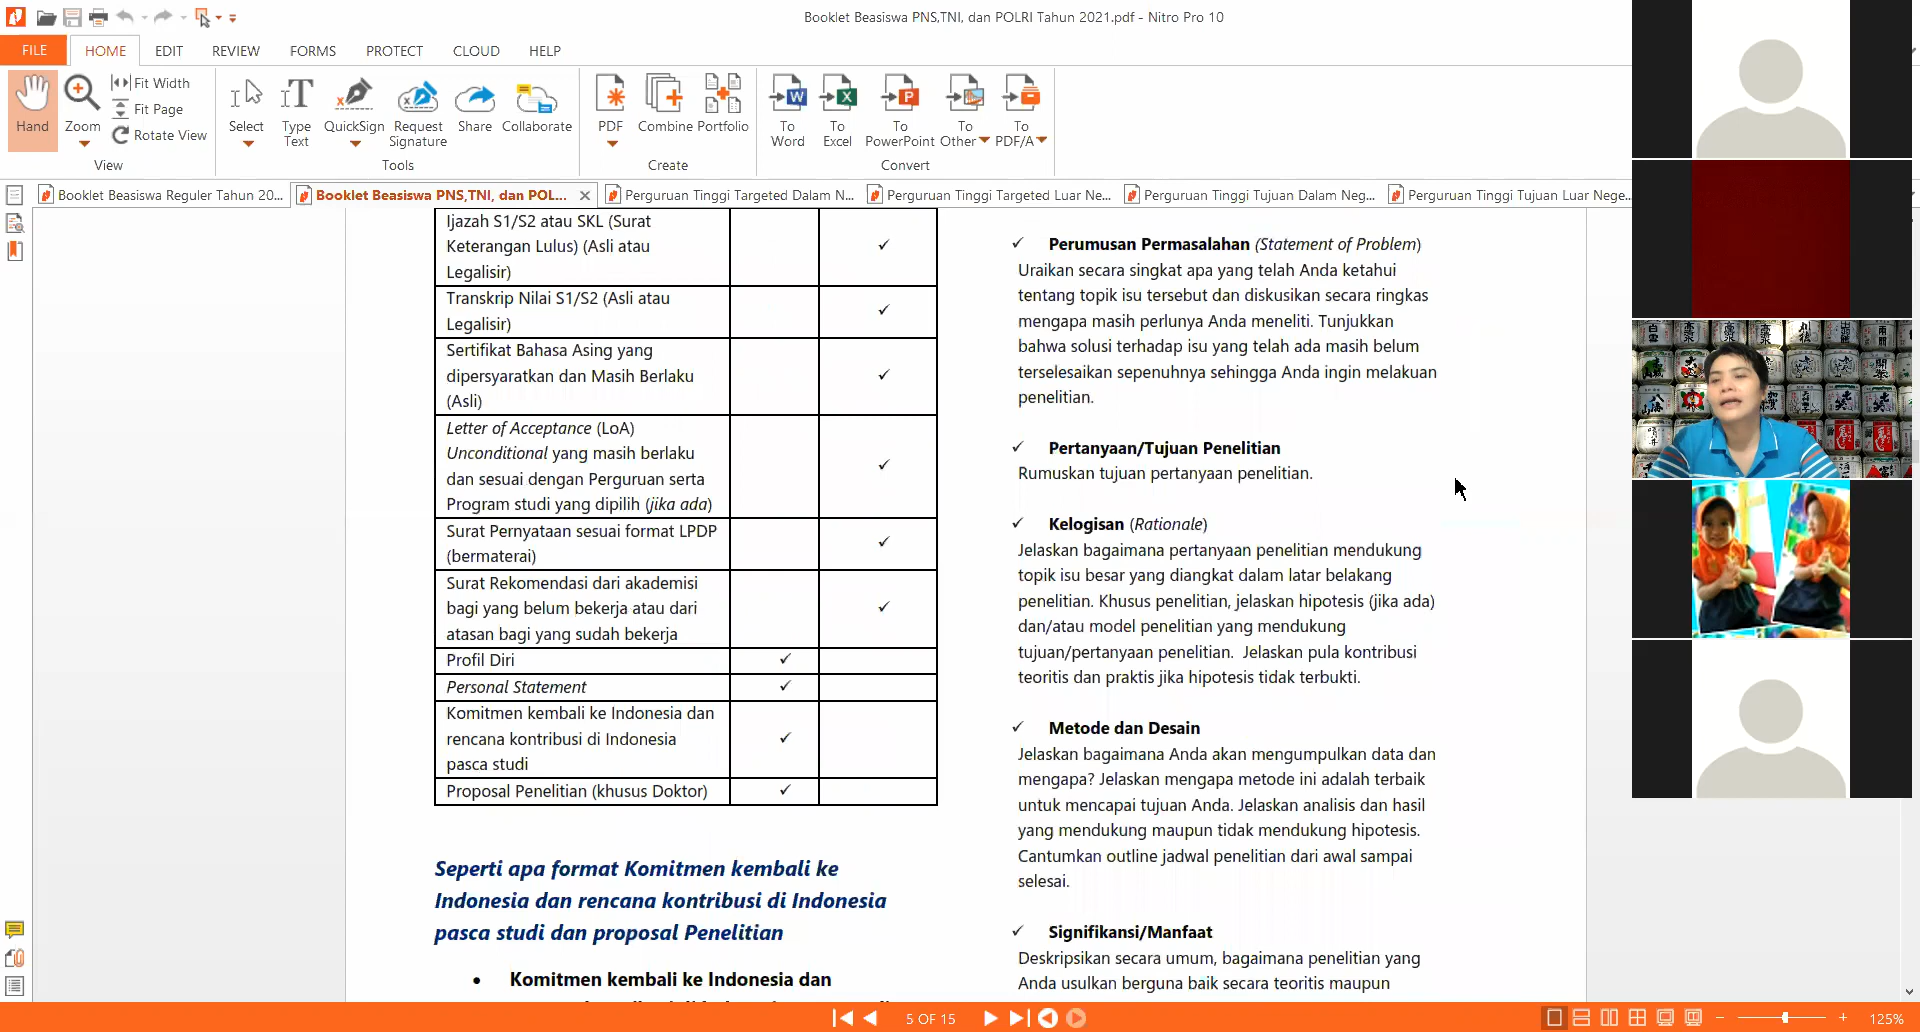 Booklet Beasiswa PNS,TNI, dan POLRI Tahun 2021.pdf - Nitro Pro 10
FILE
HOME
EDIT
REVIEW
FORMS
PROTECT
CLOUD
HELP
Hand
Zoom
Fit Width
Fit Page
Rotate View
View
Select
Type
Text
QuickSign
Request
Signature
Share
Collaborate
Tools
PDF
Combine
Portfolio
Create
To
Word
To
Excel
To
PowerPoint
To
Other
To
PDF/A
Convert
Booklet Beasiswa Reguler Tahun 20...
Booklet Beasiswa PNS,TNI, dan POL...
Perguruan Tinggi Targeted Dalam N...
Perguruan Tinggi Targeted Luar Ne...
Perguruan Tinggi Tujuan Dalam Neg...
Perguruan Tinggi Tujuan Luar Nege...
Ijazah S1/S2 atau SKL (Surat
Keterangan Lulus) (Asli atau
Legalisir)
✓
Transkrip Nilai S1/S2 (Asli atau
Legalisir)
✓
Sertifikat Bahasa Asing yang
dipersyaratkan dan Masih Berlaku
(Asli)
✓
Letter of Acceptance (LoA)
Unconditional yang masih berlaku
dan sesuai dengan Perguruan serta
Program studi yang dipilih (jika ada)
✓
Surat Pernyataan sesuai format LPDP
(bermaterai)
✓
Surat Rekomendasi dari akademisi
bagi yang belum bekerja atau dari
atasan bagi yang sudah bekerja
✓
Profil Diri ✓
Personal Statement ✓
Komitmen kembali ke Indonesia dan
rencana kontribusi di Indonesia
pasca studi
✓
Proposal Penelitian (khusus Doktor) ✓
Seperti apa format Komitmen kembali ke
Indonesia dan rencana kontribusi di Indonesia
pasca studi dan proposal Penelitian
• Komitmen kembali ke Indonesia dan
✓ Perumusan Permasalahan (Statement of Problem)
Uraikan secara singkat apa yang telah Anda ketahui
tentang topik isu tersebut dan diskusikan secara ringkas
mengapa masih perlunya Anda meneliti. Tunjukkan
bahwa solusi terhadap isu yang telah ada masih belum
terselesaikan sepenuhnya sehingga Anda ingin melakuan
penelitian.
✓ Pertanyaan/Tujuan Penelitian
Rumuskan tujuan pertanyaan penelitian.
✓ Kelogisan (Rationale)
Jelaskan bagaimana pertanyaan penelitian mendukung
topik isu besar yang diangkat dalam latar belakang
penelitian. Khusus penelitian, jelaskan hipotesis (jika ada)
dan/atau model penelitian yang mendukung
tujuan/pertanyaan penelitian. Jelaskan pula kontribusi
teoritis dan praktis jika hipotesis tidak terbukti.
✓ Metode dan Desain
Jelaskan bagaimana Anda akan mengumpulkan data dan
mengapa? Jelaskan mengapa metode ini adalah terbaik
untuk mencapai tujuan Anda. Jelaskan analisis dan hasil
yang mendukung maupun tidak mendukung hipotesis.
Cantumkan outline jadwal penelitian dari awal sampai
selesai.
✓ Signifikansi/Manfaat
Deskripsikan secara umum, bagaimana penelitian yang
Anda usulkan berguna baik secara teoritis maupun
5 OF 15
125%